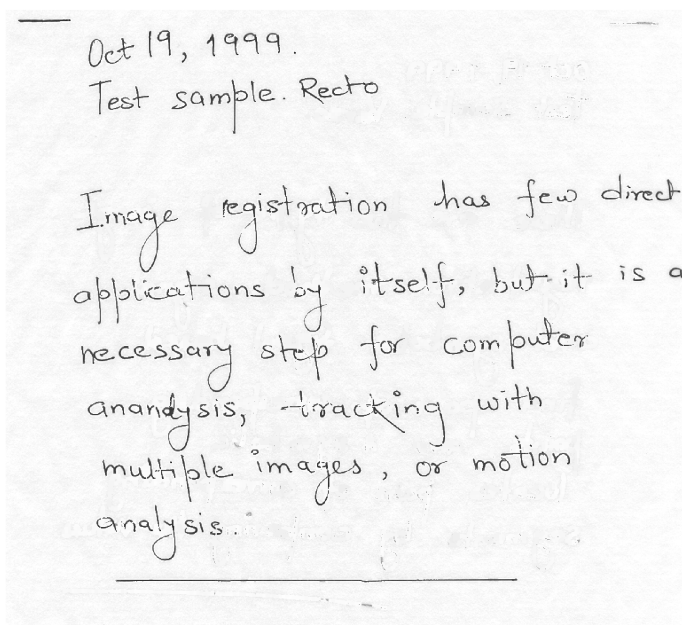 Oct 19, 1999.
Test sample. Recto
Image registration has few direct
applications by itself, but it is a
necessary step for computer
anandysis, tracking with
multiple images, or motion
analysis.